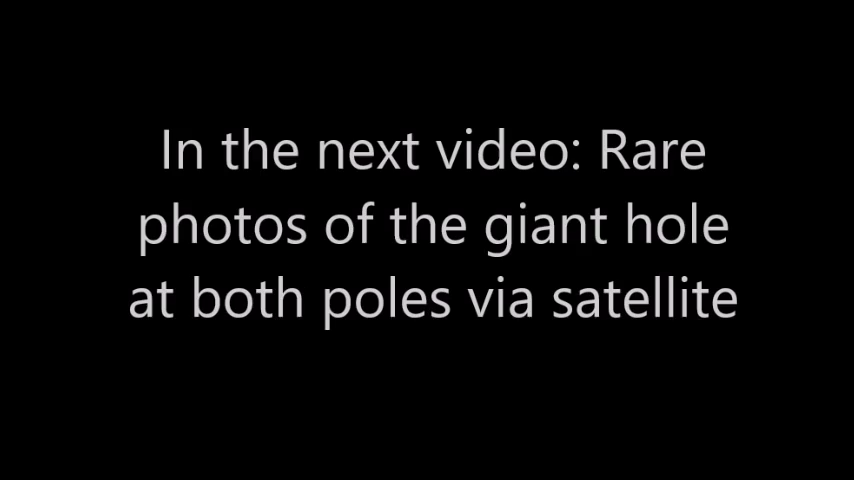 In the next video: Rare
photos of the giant hole
at both poles via satellite